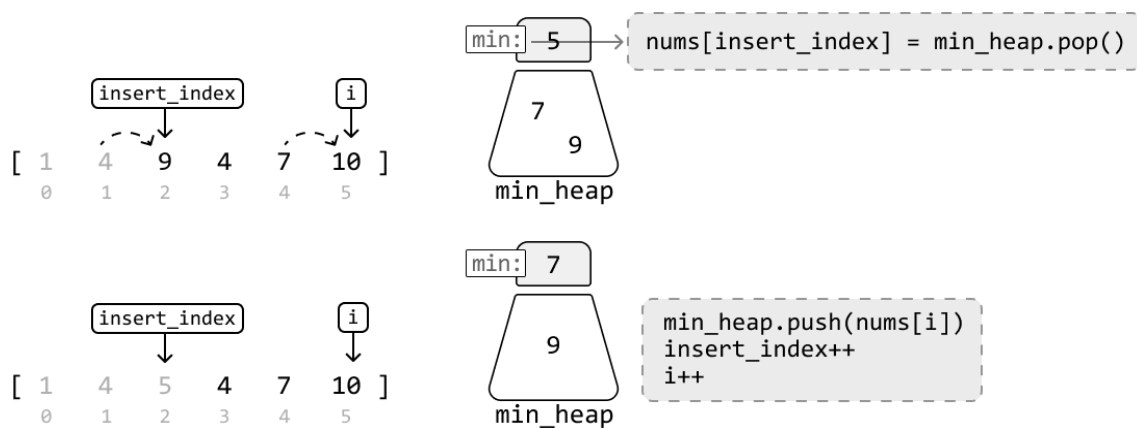 min: 5
nums[insert_index] = min_heap.pop()
insert_index i
7
9
[ 1 4 9 4 7 10 ]
0 1 2 3 4 5
min_heap
min: 7
insert_index i
9
min_heap.push(nums[i])
insert_index++
i++
[ 1 4 5 4 7 10 ]
0 1 2 3 4 5
min_heap